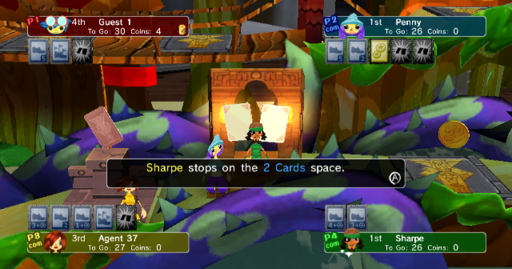 P1 4th Guest 1
To Go: 30 Coins: 4
P2 com 1st Penny
To Go: 26 Coins: 0
Sharpe stops on the 2 Cards space.
A
P3 com 3rd Agent 37
To Go: 27 Coins: 0
P4 com 1st Sharpe
To Go: 26 Coins: 0